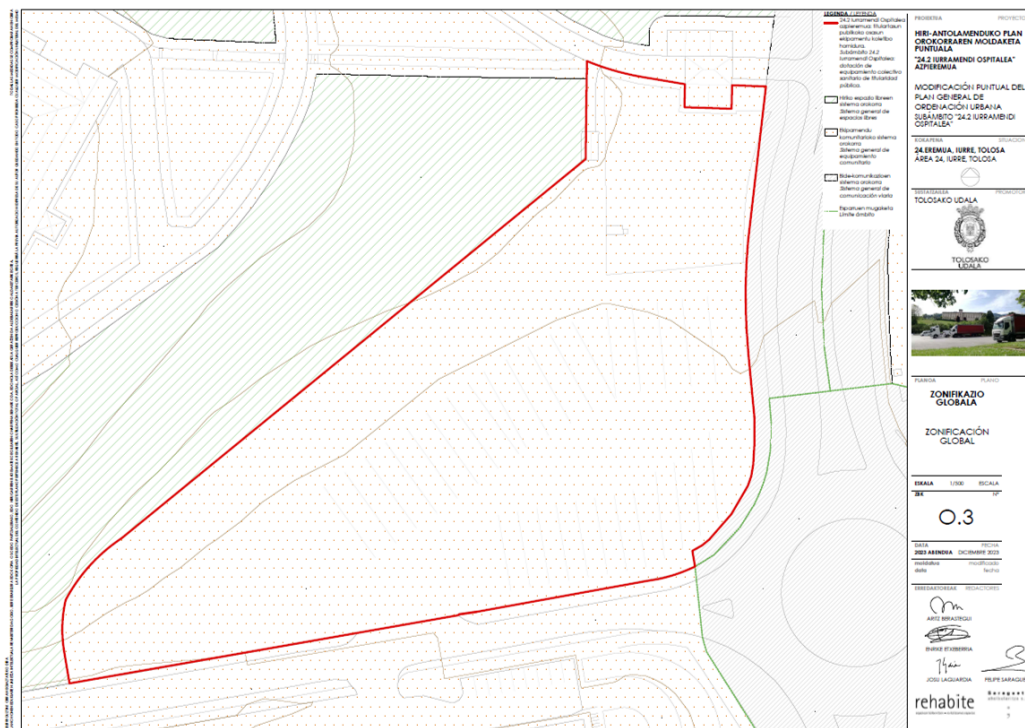 LEGENDA / LEYENDA
24.2 Iurramendi Ospitalea
azpieremua: titulartasun
publikoko osasun
ekipamentu kolektibo
hornidura.
Subámbito 24.2
Iurramendi Ospitalea:
dotación de
equipamiento colectivo
sanitario de titularidad
pública.
Hiriko espazio libreen
sistema orokorra
Sistema general de
espacios libres
Ekipamendu
komunitarioko sistema
orokorra
Sistema general de
equipamiento
comunitario
Bide-komunikazioen
sistema orokorra
Sistema general de
comunicación viaria
Esparruen mugaketa
Límite ámbito
PROIEKTUA PROYECTO
HIRI-ANTOLAMENDUKO PLAN
OROKORRAREN MOLDAKETA
PUNTUALA
"24.2 IURRAMENDI OSPITALEA"
AZPIEREMUA
MODIFICACIÓN PUNTUAL DEL
PLAN GENERAL DE
ORDENACIÓN URBANA
SUBÁMBITO "24.2 IURRAMENDI
OSPITALEA"
KOKAPENA SITUACIÓN
24.EREMUA, IURRE, TOLOSA
ÁREA 24, IURRE, TOLOSA
SUSTATZAILEA PROMOTOR
TOLOSAKO UDALA
TOLOSAKO
UDALA
PLANOA PLANO
ZONIFIKAZIO
GLOBALA
ZONIFICACIÓN
GLOBAL
ESKALA 1/500 ESCALA
ZBK Nº
O.3
DATA FECHA
2023 ABENDUA DICIEMBRE 2023
moldatua modificado
data fecha
ERREDAKTOREAK REDACTORES
ARITZ BERASTEGUI
ENRIKE ETXEBERRIA
JOSU LAGUARDIA FELIPE SARAGUE
rehabite